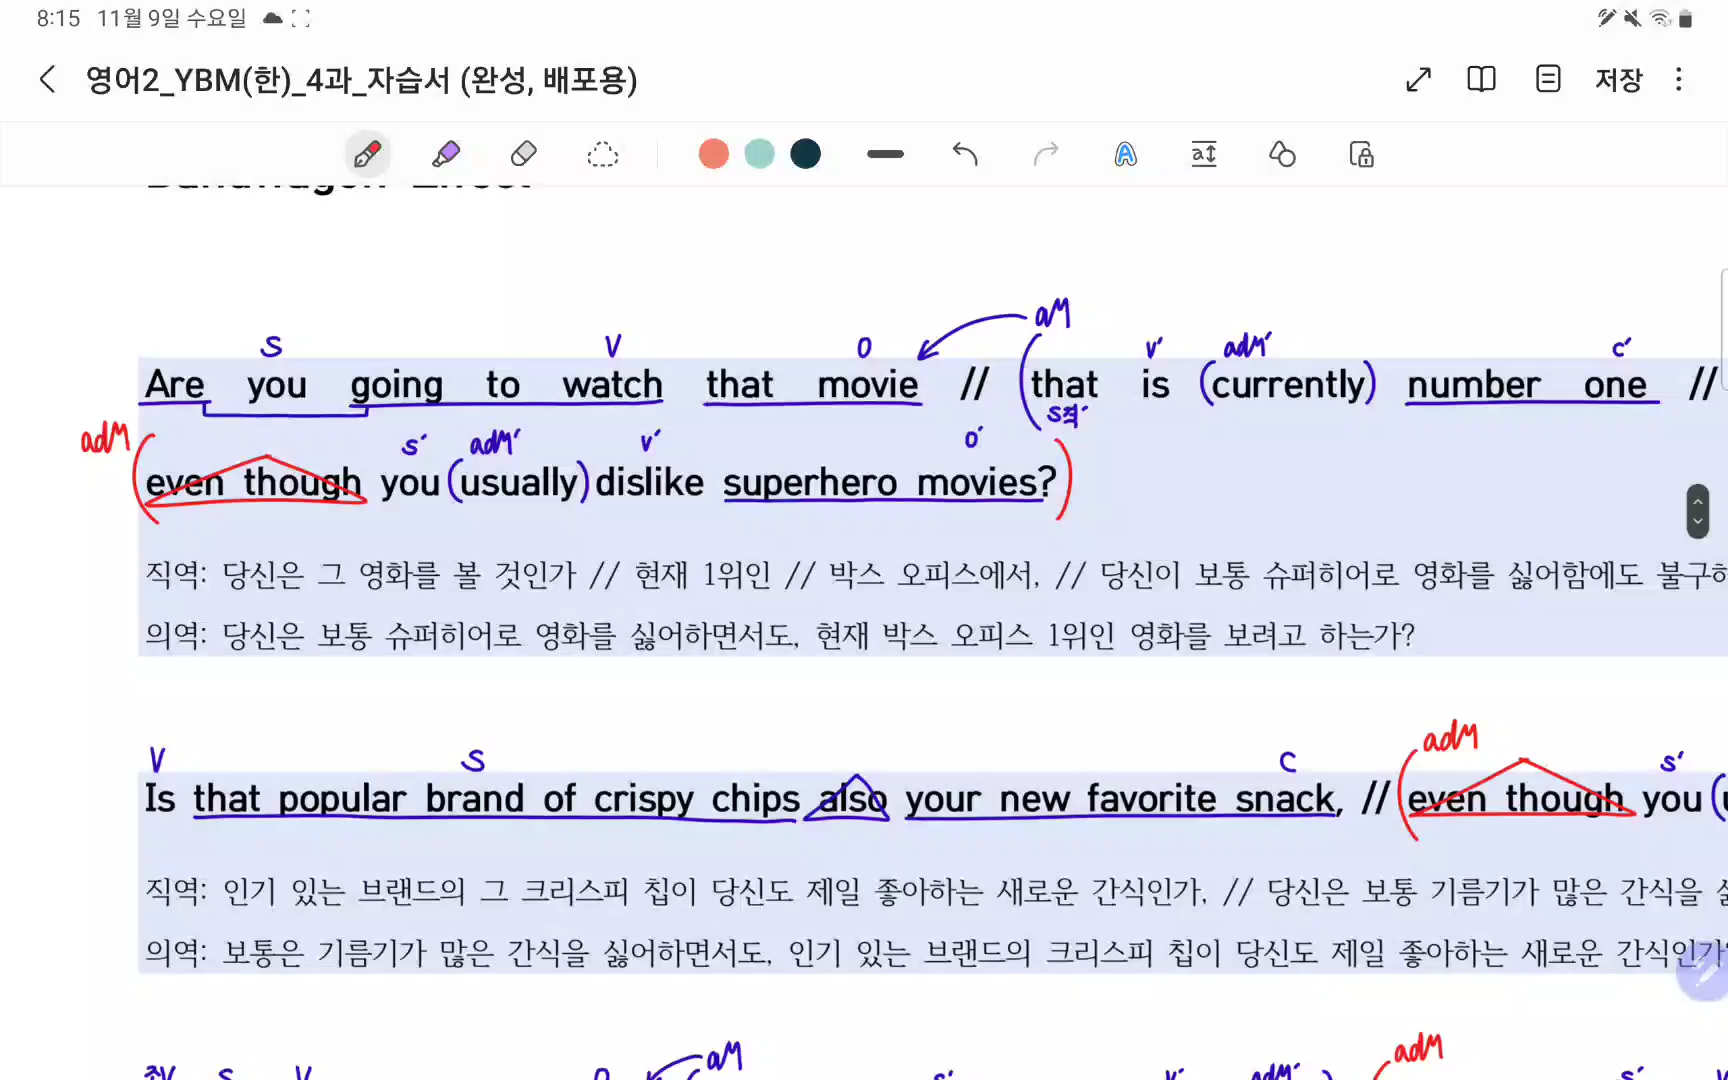 8:15 11월 9일 수요일
영어2_YBM(한)_4과_자습서 (완성, 배포용)
저장
S V O aM v' adM' c'
Are you going to watch that movie // (that is (currently) number one //
adM s' adM' v' o' s격'
(even though you (usually) dislike superhero movies?)
직역: 당신은 그 영화를 볼 것인가 // 현재 1위인 // 박스 오피스에서, // 당신이 보통 슈퍼히어로 영화를 싫어함에도 불구하
의역: 당신은 보통 슈퍼히어로 영화를 싫어하면서도, 현재 박스 오피스 1위인 영화를 보려고 하는가?
V S C adM s'
Is that popular brand of crispy chips also your new favorite snack, // (even though you (u
직역: 인기 있는 브랜드의 그 크리스피 칩이 당신도 제일 좋아하는 새로운 간식인가, // 당신은 보통 기름기가 많은 간식을
의역: 보통은 기름기가 많은 간식을 싫어하면서도, 인기 있는 브랜드의 크리스피 칩이 당신도 제일 좋아하는 새로운 간식인가
S V O aM s' v' adM' adM s'